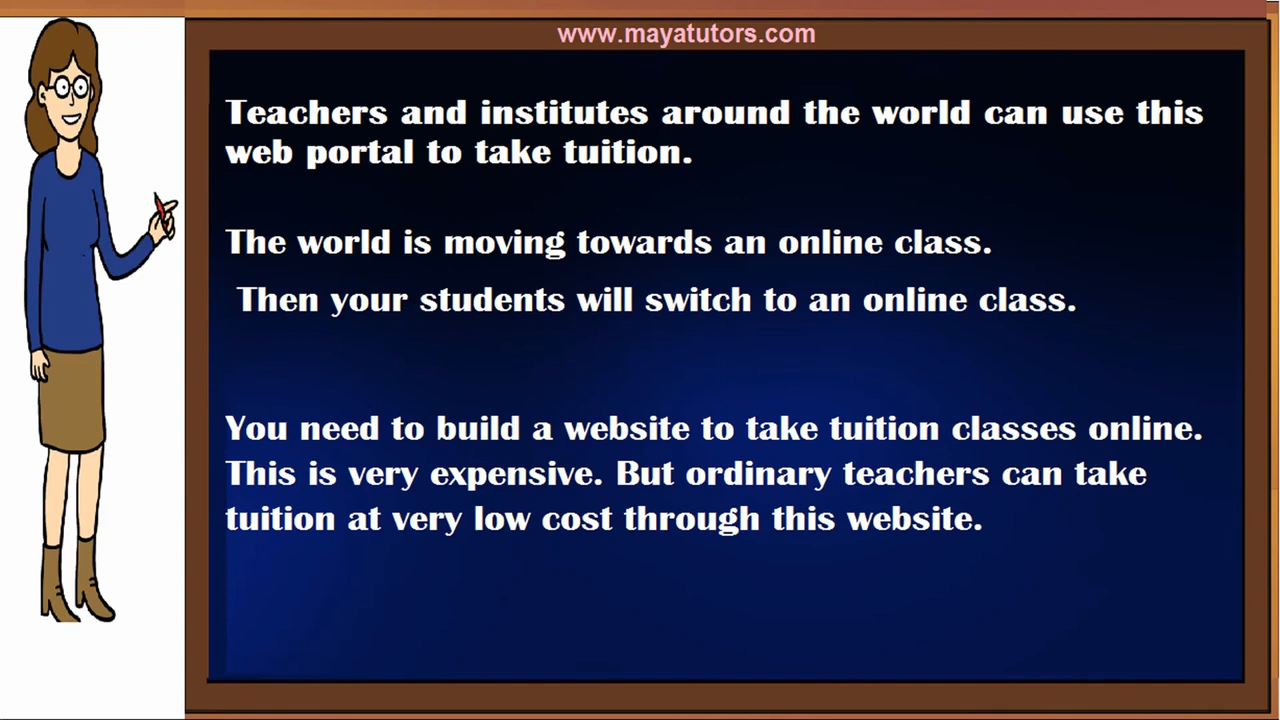 www.mayatutors.com
Teachers and institutes around the world can use this
web portal to take tuition.
The world is moving towards an online class.
Then your students will switch to an online class.
You need to build a website to take tuition classes online.
This is very expensive. But ordinary teachers can take
tuition at very low cost through this website.